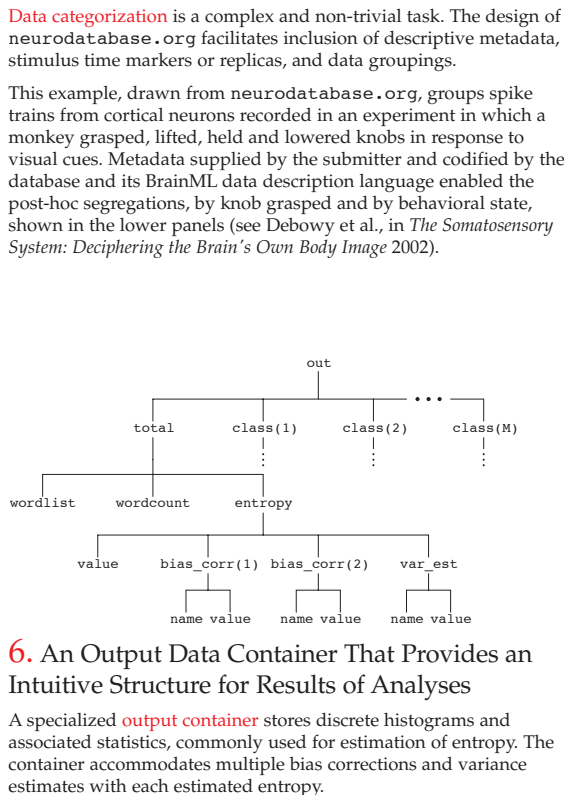 Data categorization is a complex and non-trivial task. The design of
neurodatabase.org facilitates inclusion of descriptive metadata,
stimulus time markers or replicas, and data groupings.
This example, drawn from neurodatabase.org, groups spike
trains from cortical neurons recorded in an experiment in which a
monkey grasped, lifted, held and lowered knobs in response to
visual cues. Metadata supplied by the submitter and codified by the
database and its BrainML data description language enabled the
post-hoc segregations, by knob grasped and by behavioral state,
shown in the lower panels (see Debowy et al., in The Somatosensory
System: Deciphering the Brain's Own Body Image 2002).
out
total class(1) class(2) class(M)
wordlist wordcount entropy
value bias_corr(1) bias_corr(2) var_est
name value name value name value
6. An Output Data Container That Provides an
Intuitive Structure for Results of Analyses
A specialized output container stores discrete histograms and
associated statistics, commonly used for estimation of entropy. The
container accommodates multiple bias corrections and variance
estimates with each estimated entropy.